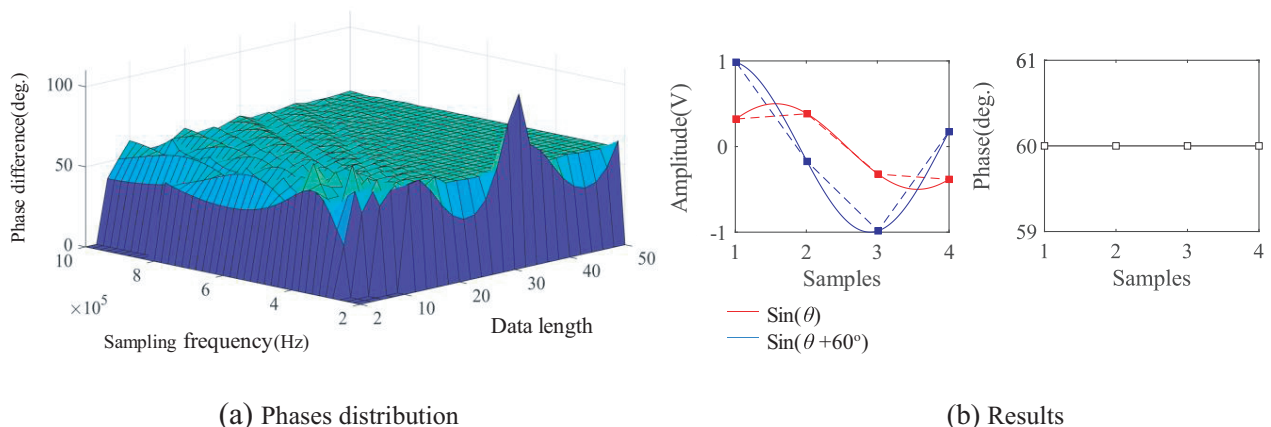 Phase difference(deg.)
100
50
0
10
8
6
4
2
×10⁵
Sampling frequency(Hz)
2
10
20
30
40
50
Data length
(a) Phases distribution
Amplitude(V)
1
0
-1
1 2 3 4
Samples
Sin(θ)
Sin(θ+60°)
Phase(deg.)
61
60
59
1 2 3 4
Samples
(b) Results